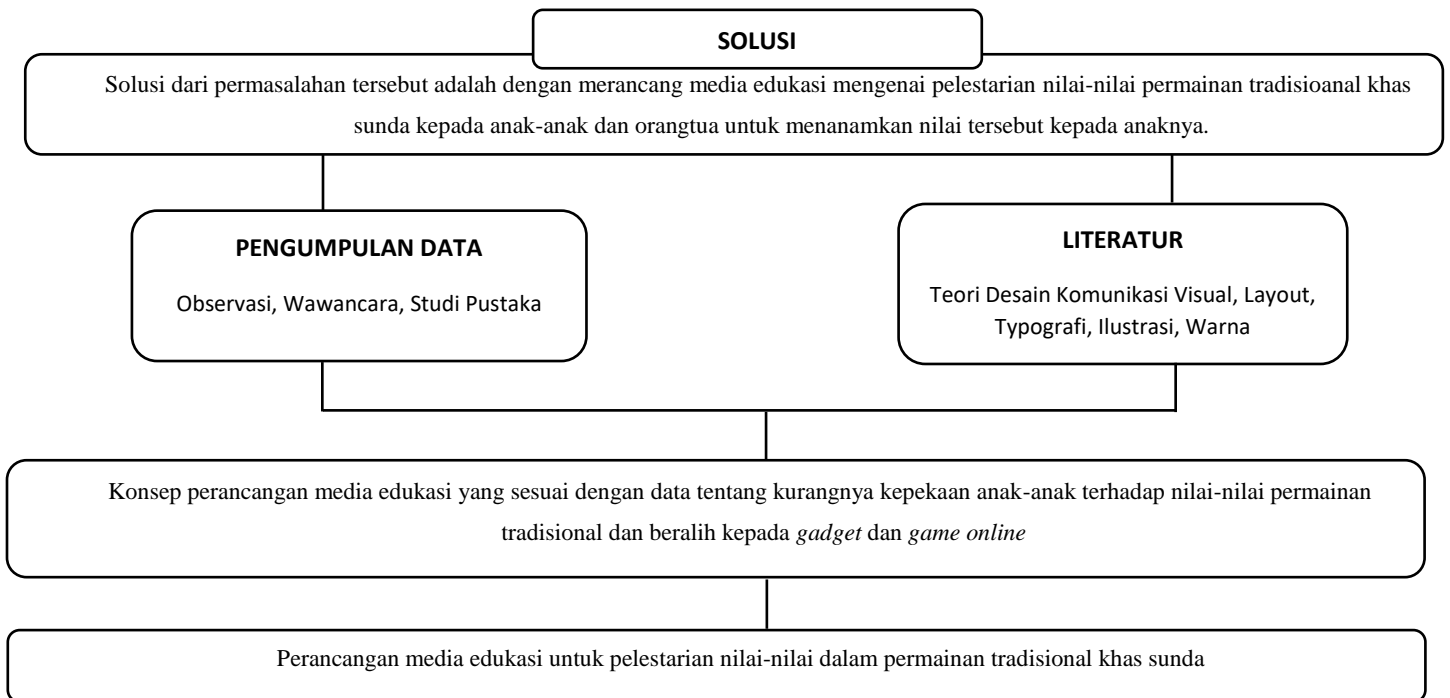 SOLUSI
Solusi dari permasalahan tersebut adalah dengan merancang media edukasi mengenai pelestarian nilai-nilai permainan tradisioanal khas
sunda kepada anak-anak dan orangtua untuk menanamkan nilai tersebut kepada anaknya.
PENGUMPULAN DATA
Observasi, Wawancara, Studi Pustaka
LITERATUR
Teori Desain Komunikasi Visual, Layout,
Typografi, Ilustrasi, Warna
Konsep perancangan media edukasi yang sesuai dengan data tentang kurangnya kepekaan anak-anak terhadap nilai-nilai permainan
tradisional dan beralih kepada gadget dan game online
Perancangan media edukasi untuk pelestarian nilai-nilai dalam permainan tradisional khas sunda